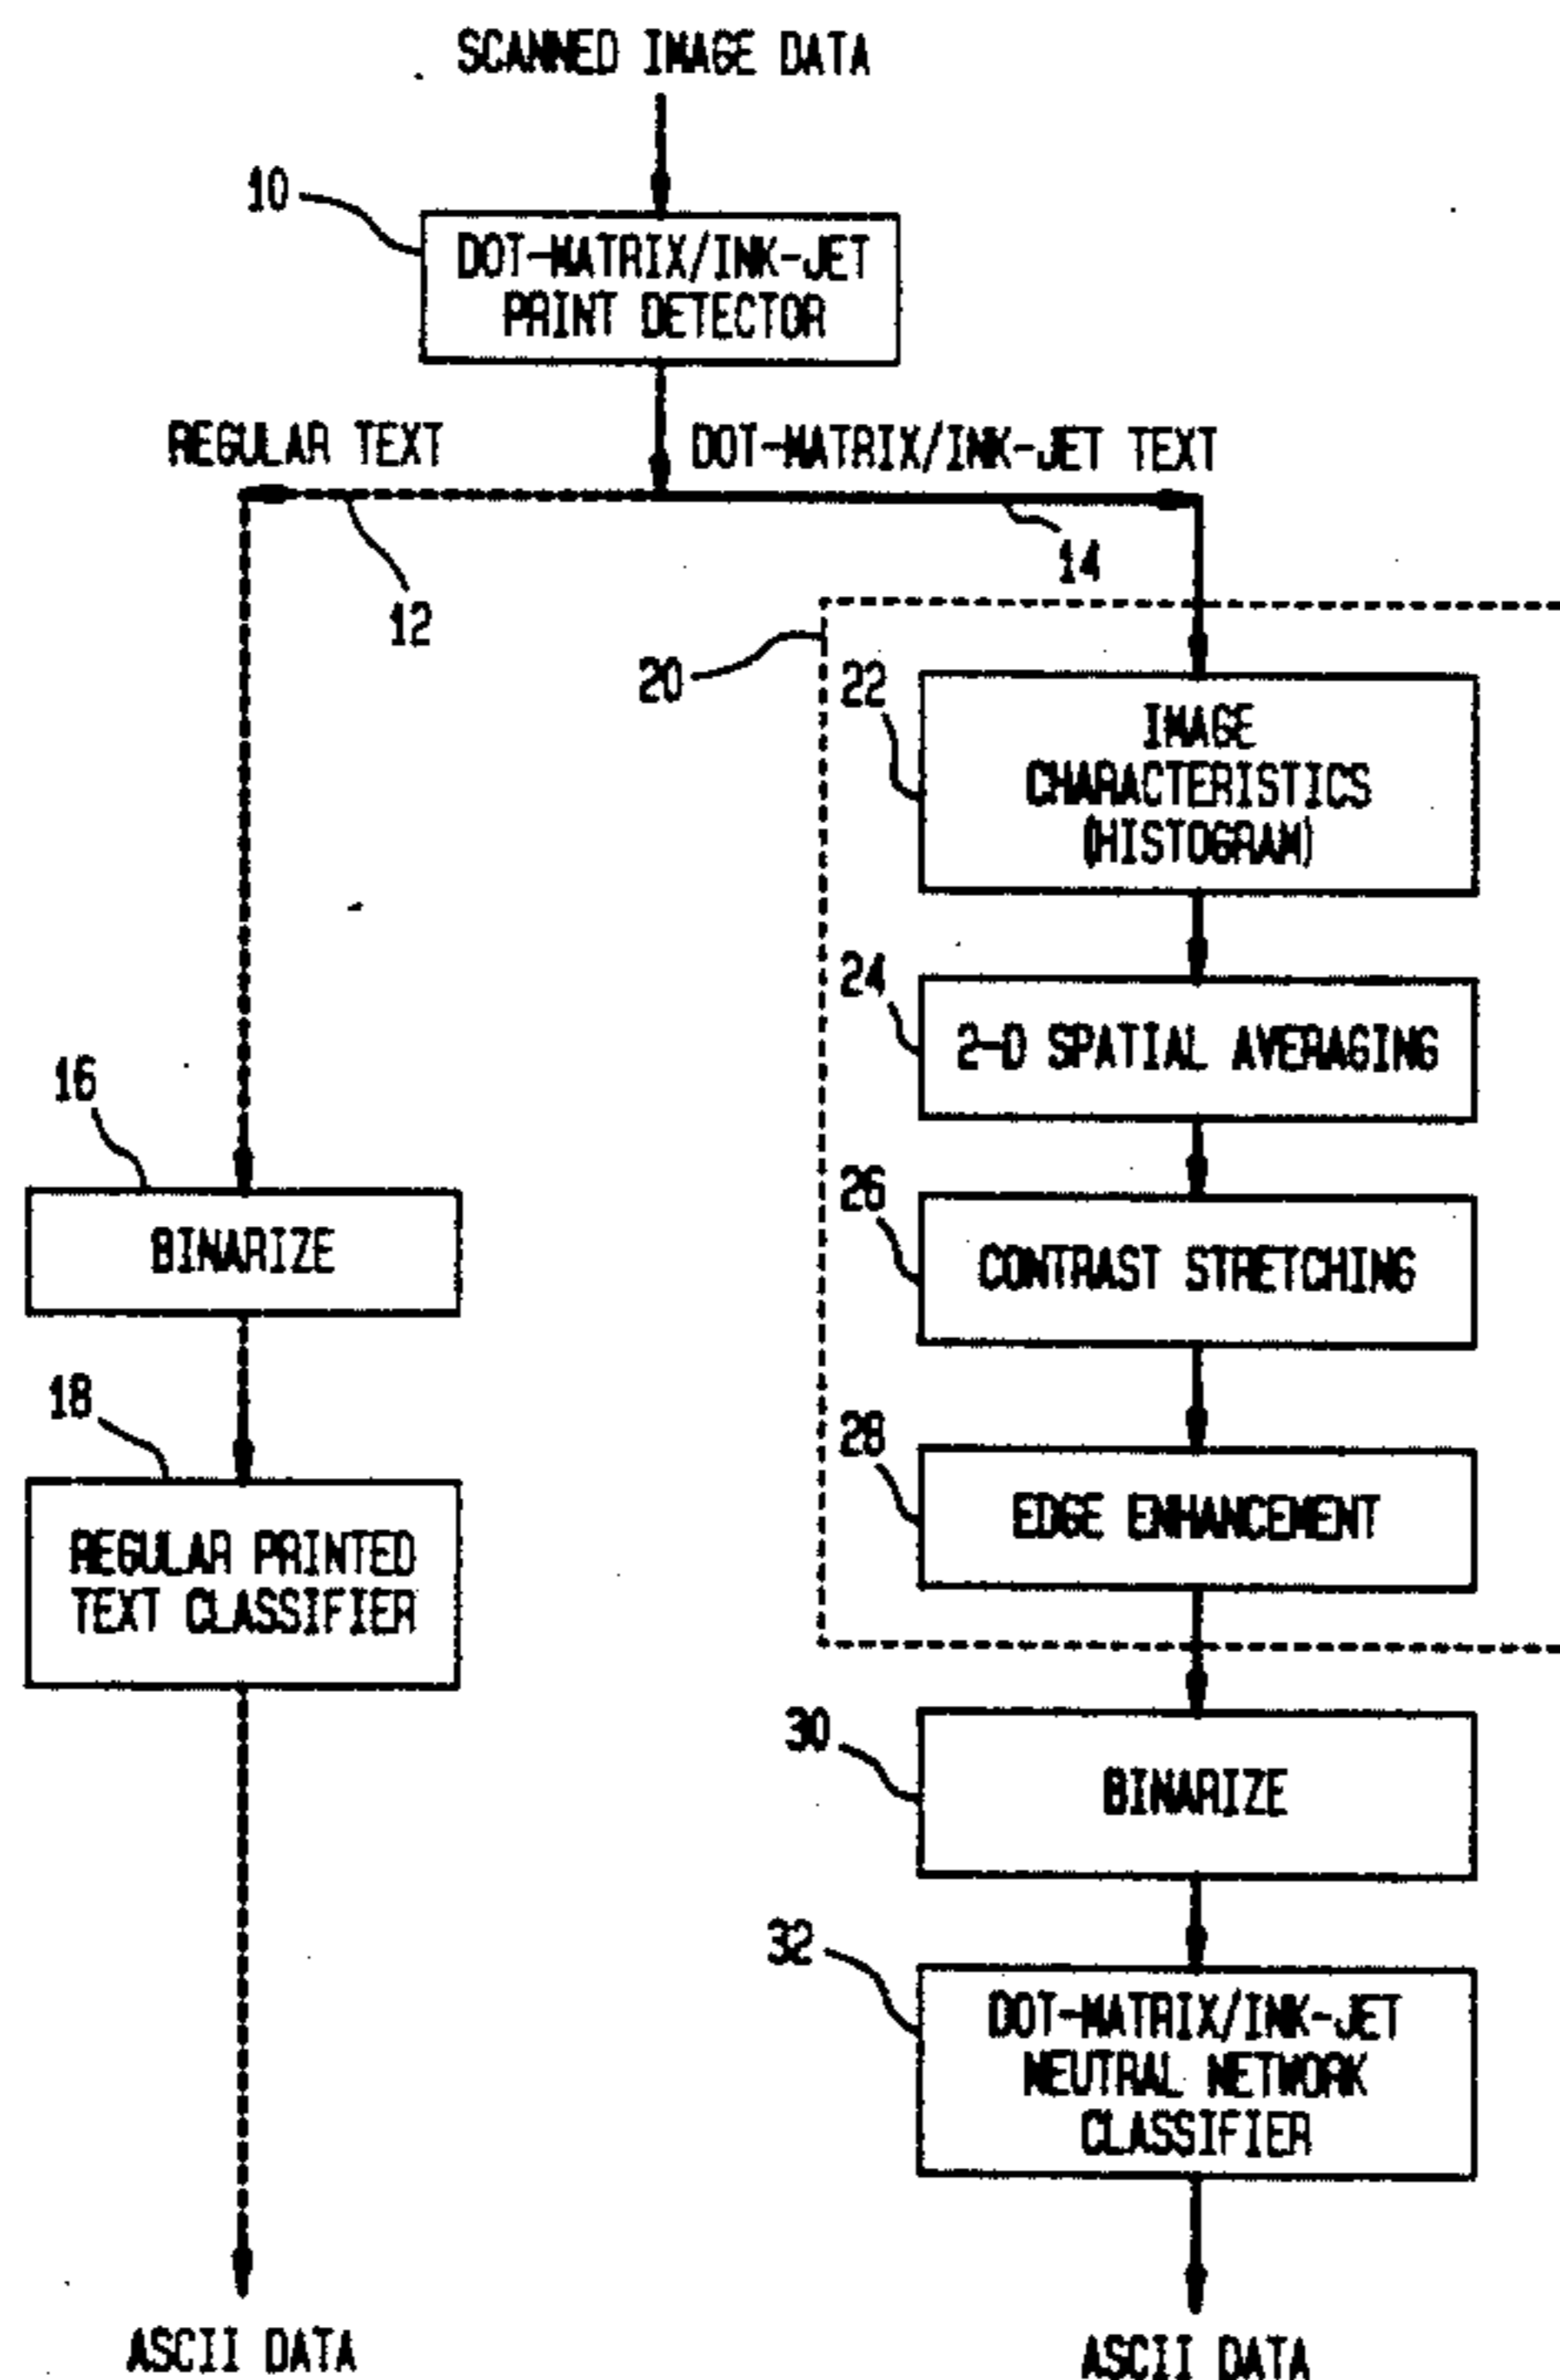 SCANNED IMAGE DATA
10
DOT-MATRIX/INK-JET
PRINT DETECTOR
REGULAR TEXT
DOT-MATRIX/INK-JET TEXT
12
14
20
22
IMAGE
CHARACTERISTICS
(HISTOGRAM)
24
2-D SPATIAL AVERAGING
16
BINARIZE
26
CONTRAST STRETCHING
18
REGULAR PRINTED
TEXT CLASSIFIER
28
EDGE ENHANCEMENT
30
BINARIZE
32
DOT-MATRIX/INK-JET
NEUTRAL NETWORK
CLASSIFIER
ASCII DATA
ASCII DATA